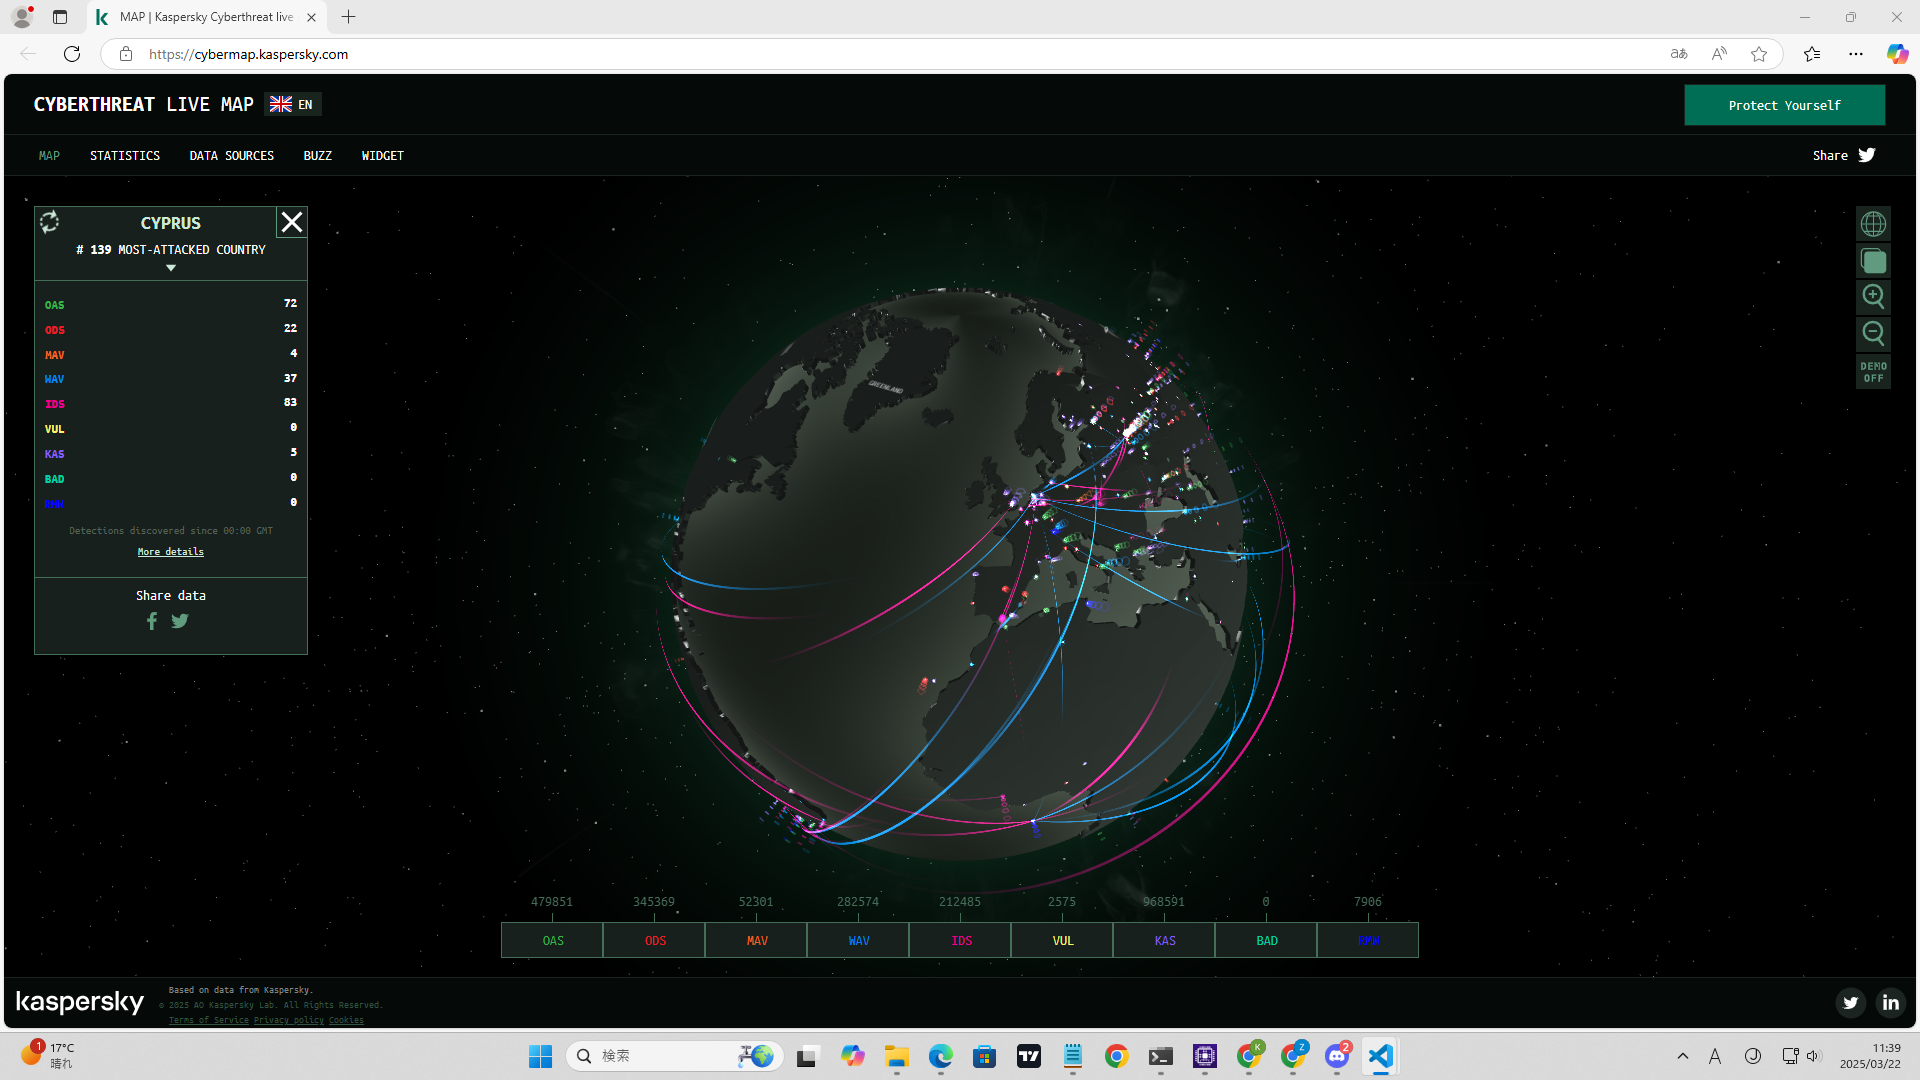 MAP | Kaspersky Cyberthreat live
https://cybermap.kaspersky.com
CYBERTHREAT LIVE MAP EN
Protect Yourself
MAP STATISTICS DATA SOURCES BUZZ WIDGET
Share
CYPRUS
# 139 MOST-ATTACKED COUNTRY
OAS 72
ODS 22
MAV 4
WAV 37
IDS 83
VUL 0
KAS 5
BAD 0
RMW 0
Detections discovered since 00:00 GMT
More details
Share data
GREENLAND
DEMO
OFF
479851 345369 52301 282574 212485 2575 968591 0 7906
OAS ODS MAV WAV IDS VUL KAS BAD RMW
kaspersky
Based on data from Kaspersky.
© 2025 AO Kaspersky Lab. All Rights Reserved.
Terms of Service Privacy policy Cookies
1
17°C
晴れ
検索
K
Z
2
A
11:39
2025/03/22